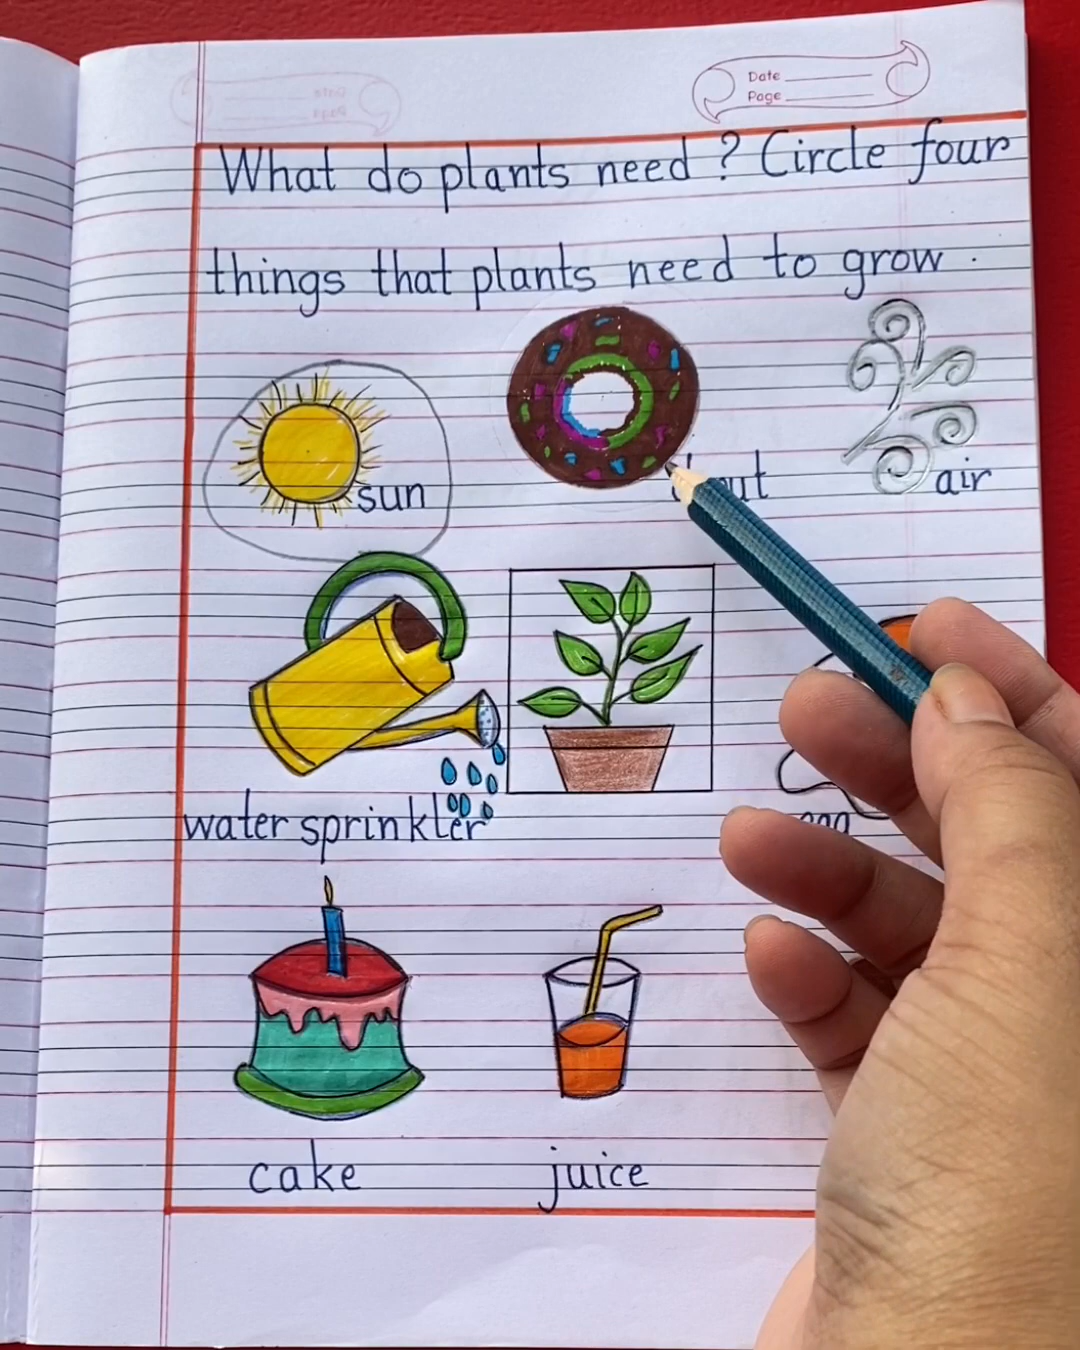 Date
Page
What do plants need ? Circle four
things that plants need to grow .
sun
air
water sprinkler
cake
juice